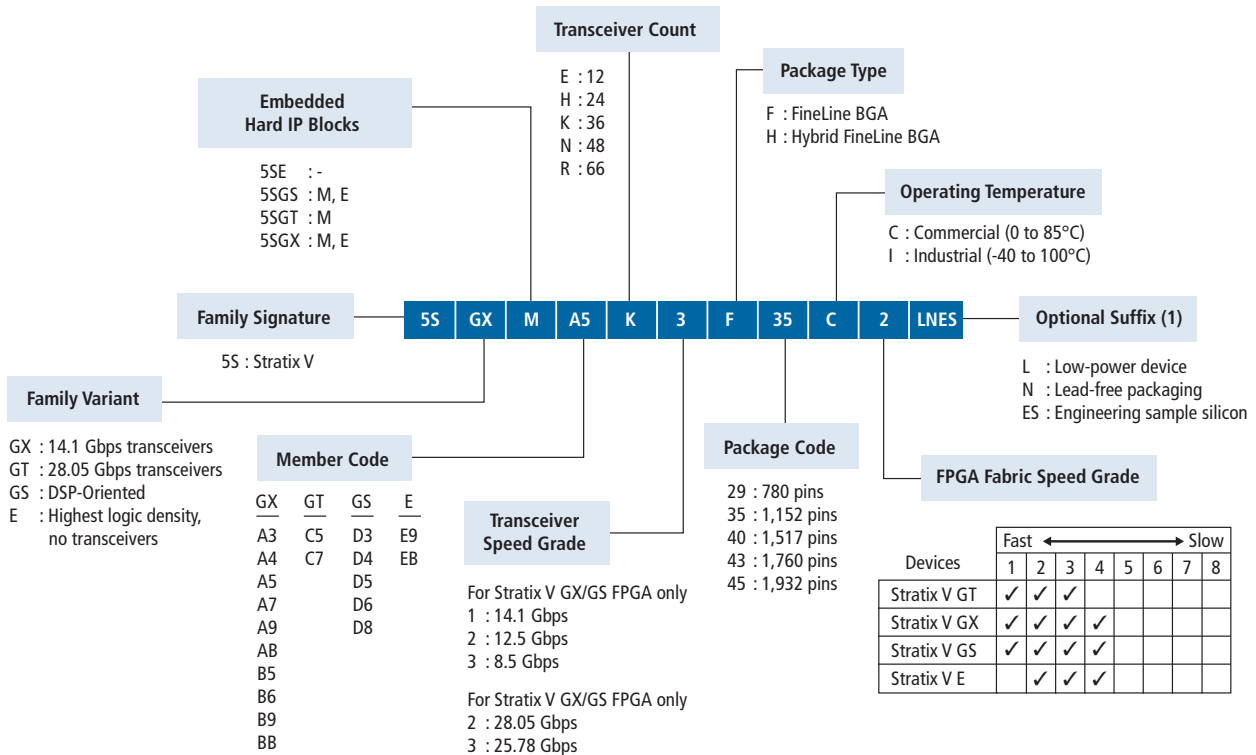 Transceiver Count
E : 12
H : 24
K : 36
N : 48
R : 66
Package Type
F : FineLine BGA
H : Hybrid FineLine BGA
Embedded
Hard IP Blocks
5SE : -
5SGS : M, E
5SGT : M
5SGX : M, E
Operating Temperature
C : Commercial (0 to 85°C)
I : Industrial (-40 to 100°C)
Family Signature
5S : Stratix V
5S GX M A5 K 3 F 35 C 2 LNES
Optional Suffix (1)
L : Low-power device
N : Lead-free packaging
ES : Engineering sample silicon
Family Variant
GX : 14.1 Gbps transceivers
GT : 28.05 Gbps transceivers
GS : DSP-Oriented
E : Highest logic density,
no transceivers
Member Code
GX GT GS E
A3 C5 D3 E9
A4 C7 D4 EB
A5 D5
A7 D6
A9 D8
AB
B5
B6
B9
BB
Transceiver
Speed Grade
For Stratix V GX/GS FPGA only
1 : 14.1 Gbps
2 : 12.5 Gbps
3 : 8.5 Gbps
For Stratix V GX/GS FPGA only
2 : 28.05 Gbps
3 : 25.78 Gbps
Package Code
29 : 780 pins
35 : 1,152 pins
40 : 1,517 pins
43 : 1,760 pins
45 : 1,932 pins
FPGA Fabric Speed Grade
Fast Slow
Devices 1 2 3 4 5 6 7 8
Stratix V GT ✓ ✓ ✓
Stratix V GX ✓ ✓ ✓ ✓
Stratix V GS ✓ ✓ ✓ ✓
Stratix V E ✓ ✓ ✓